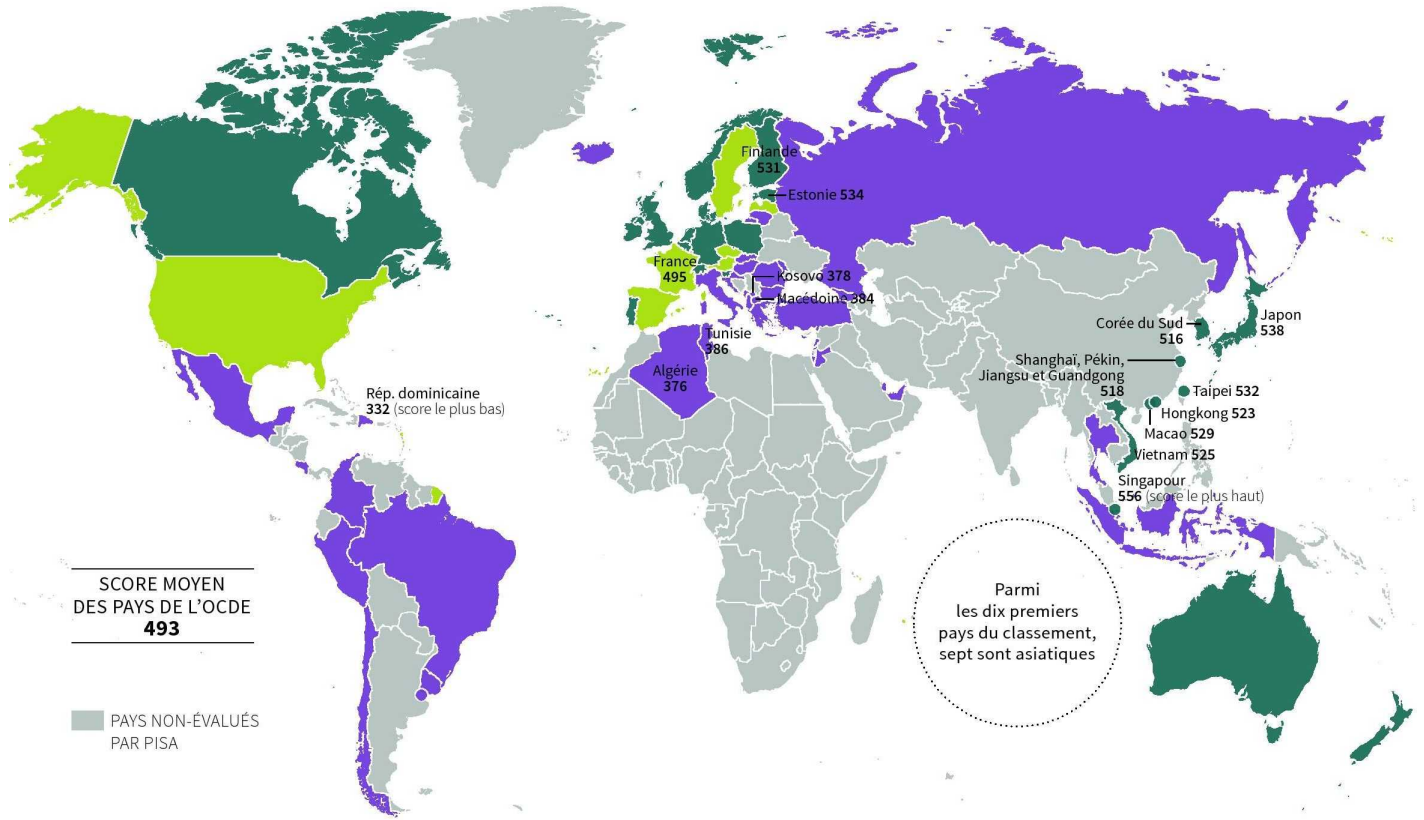 Finlande
531
Estonie 534
France
495
Kosovo 378
Macédoine 384
Tunisie
386
Algérie
376
Corée du Sud
516
Japon
538
Shanghaï, Pékin,
Jiangsu et Guandgong
518
Taipei 532
Hongkong 523
Macao 529
Vietnam 525
Singapour
556 (score le plus haut)
Rép. dominicaine
332 (score le plus bas)
SCORE MOYEN
DES PAYS DE L’OCDE
493
Parmi
les dix premiers
pays du classement,
sept sont asiatiques
PAYS NON-ÉVALUÉS
PAR PISA